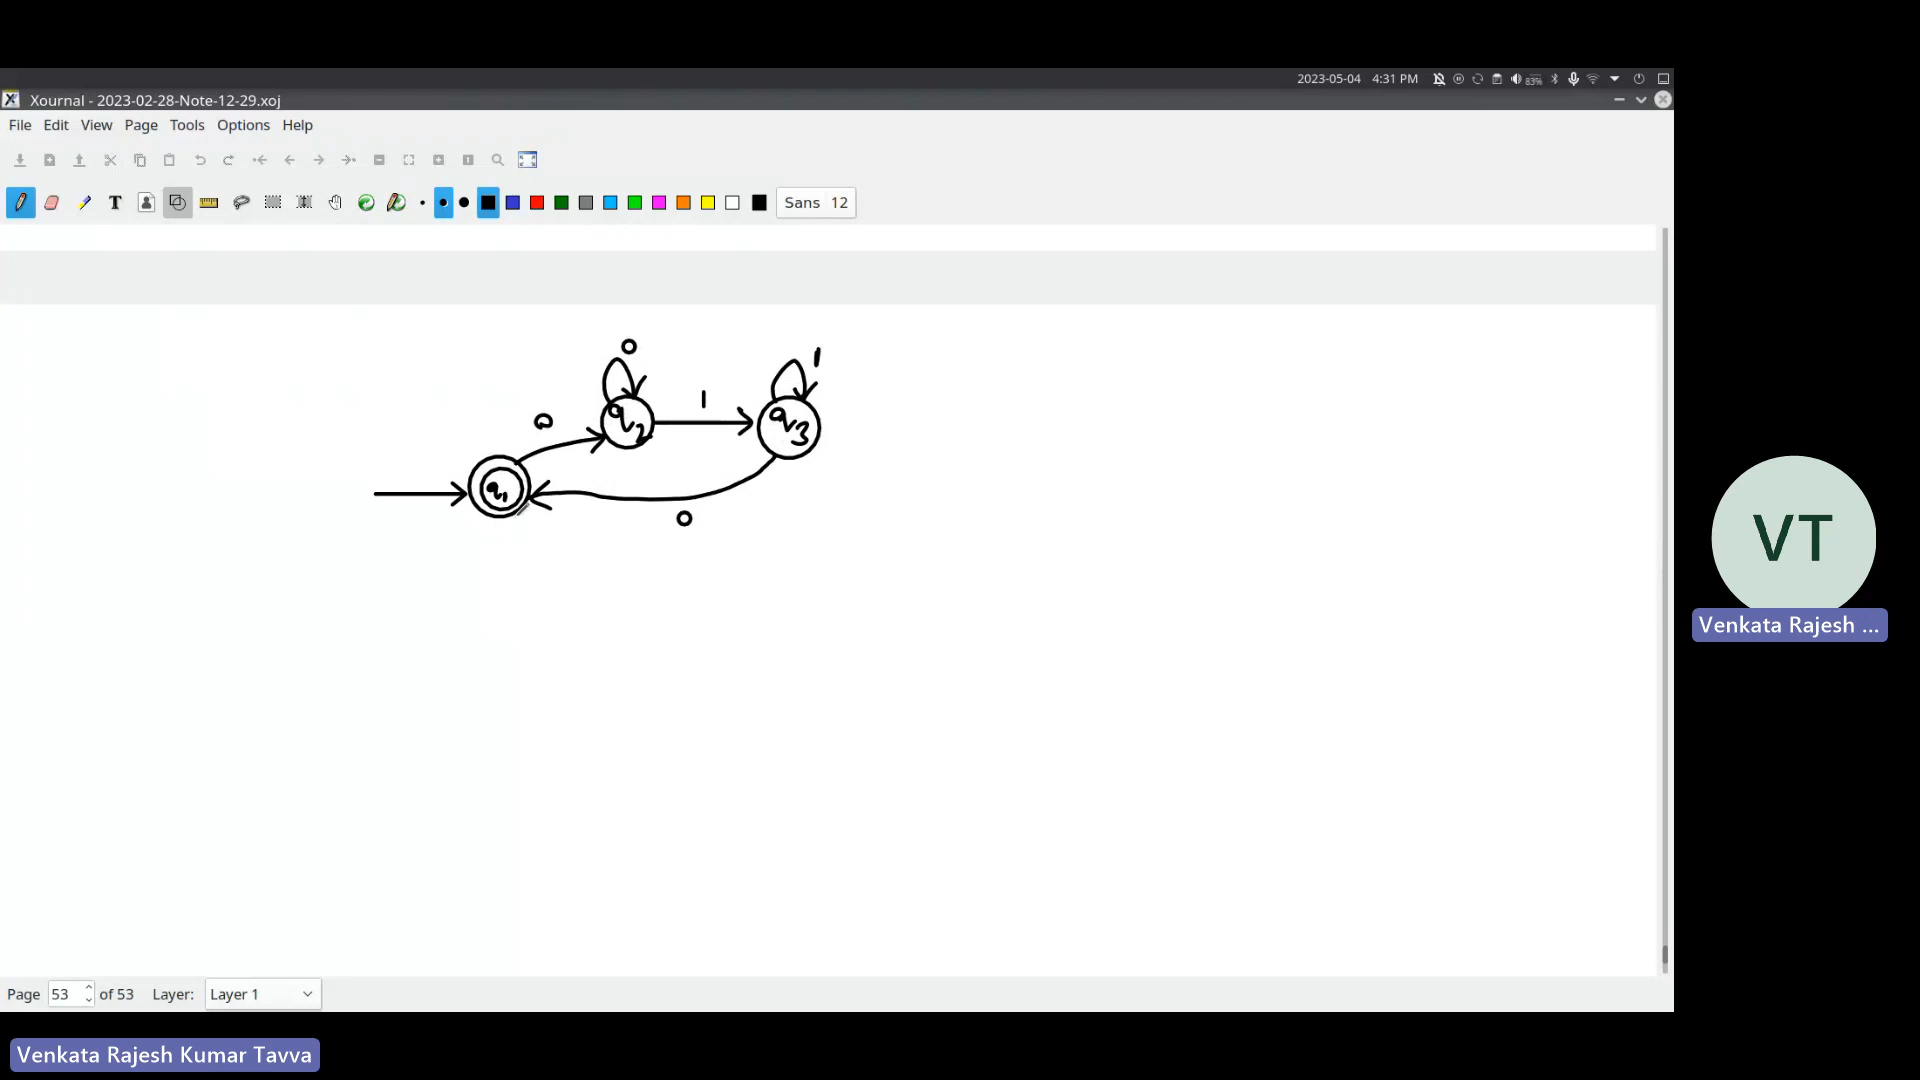 2023-05-04 4:31 PM 83%
Xournal - 2023-02-28-Note-12-29.xoj
File Edit View Page Tools Options Help
T Sans 12
0 1
0 1
q2 q3
q1
0
VT
Venkata Rajesh ...
Page 53 of 53 Layer: Layer 1
Venkata Rajesh Kumar Tavva